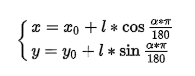 x = x₀ + l * cos α*π/180
y = y₀ + l * sin α*π/180